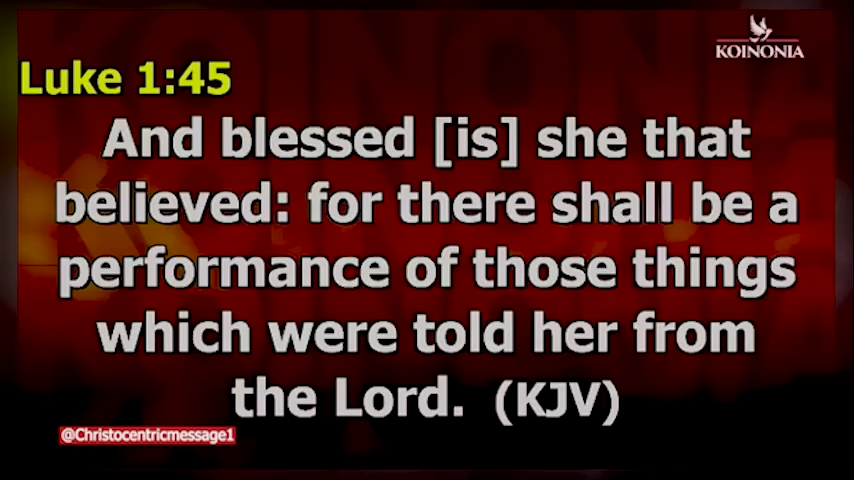 KOINONIA
Luke 1:45
And blessed [is] she that
believed: for there shall be a
performance of those things
which were told her from
the Lord. (KJV)
@Christocentricmessage1